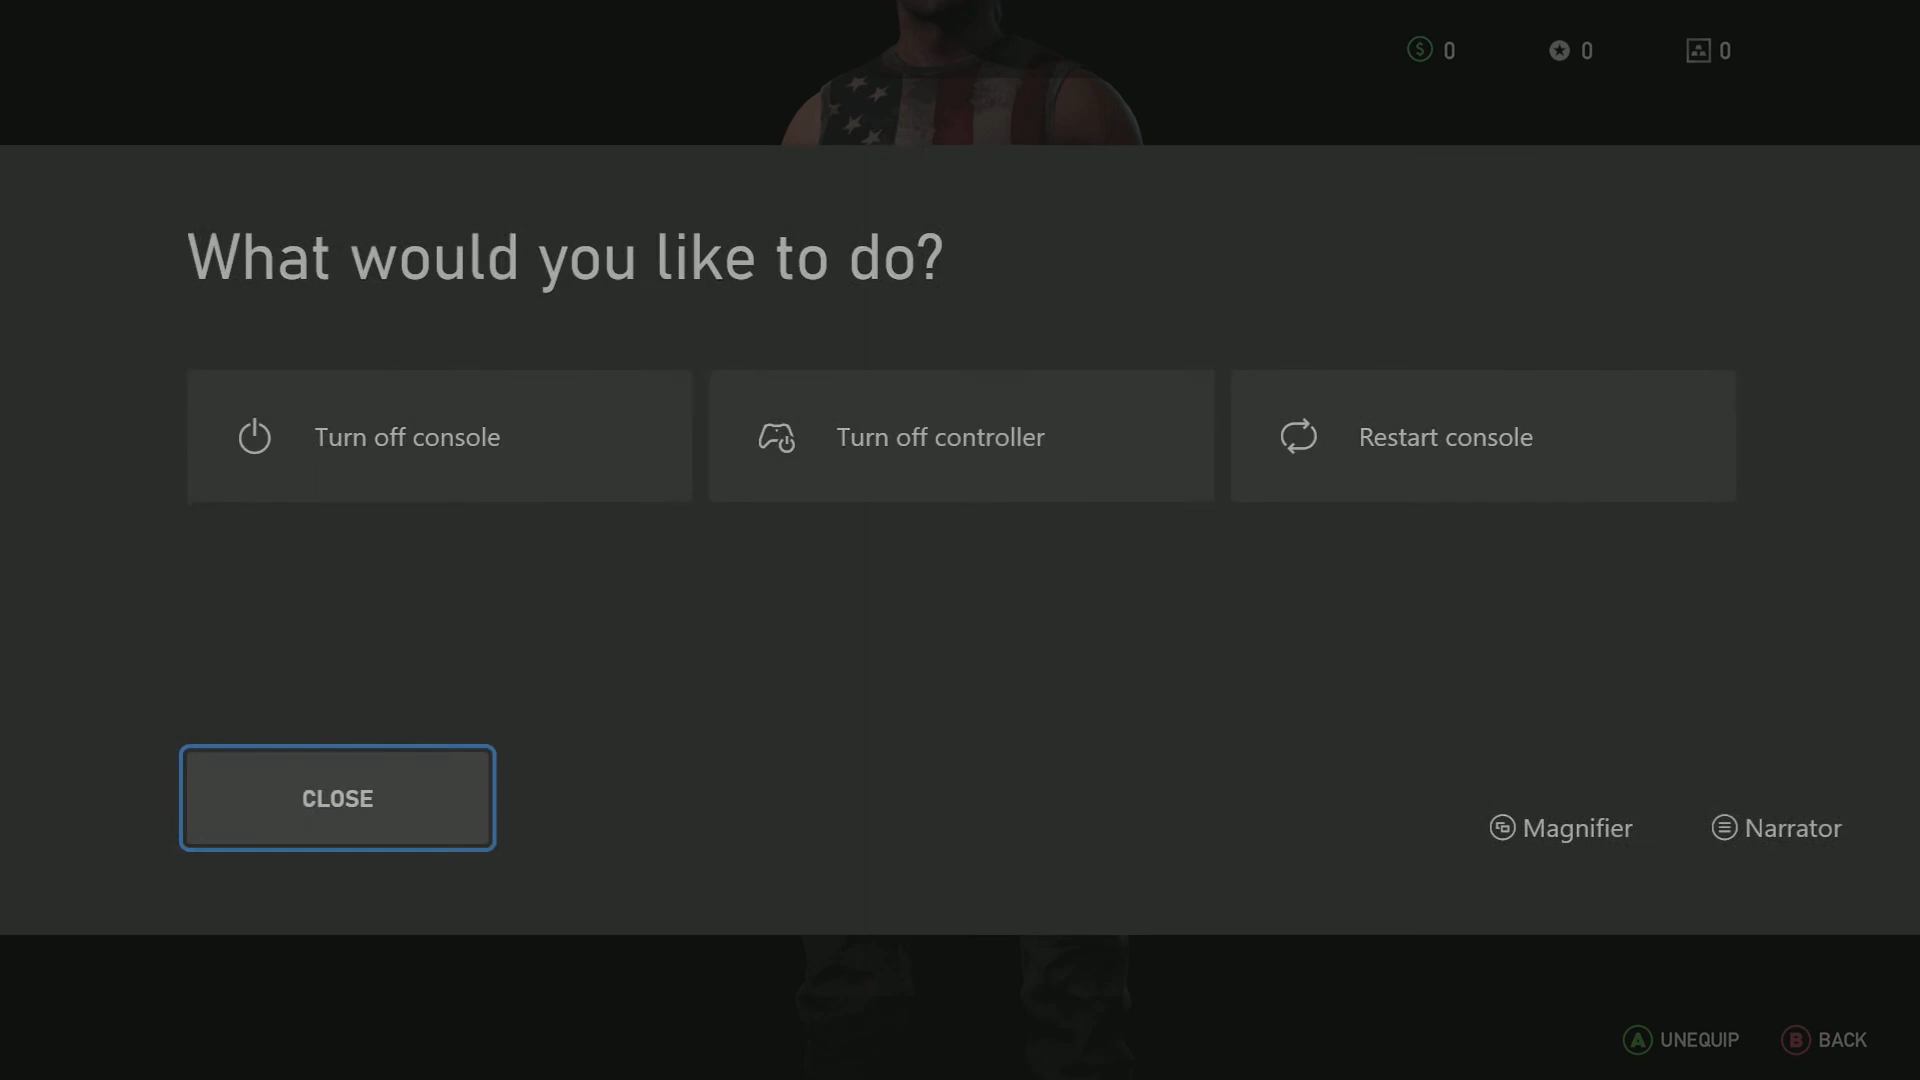 $ 0
0
0
What would you like to do?
Turn off console
Turn off controller
Restart console
CLOSE
Magnifier
Narrator
A UNEQUIP
B BACK